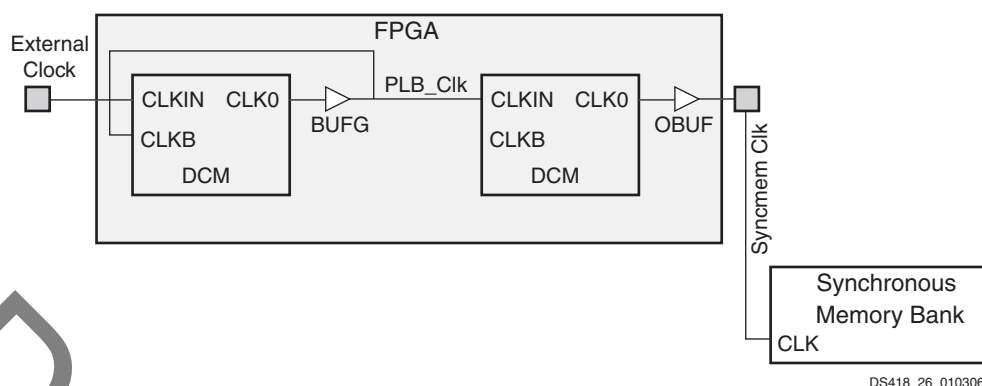 FPGA
External
Clock
PLB_Clk
CLKIN CLK0
BUFG
CLKB
DCM
CLKIN CLK0
OBUF
CLKB
DCM
Syncmem Clk
Synchronous
Memory Bank
CLK
DS418_26_010306